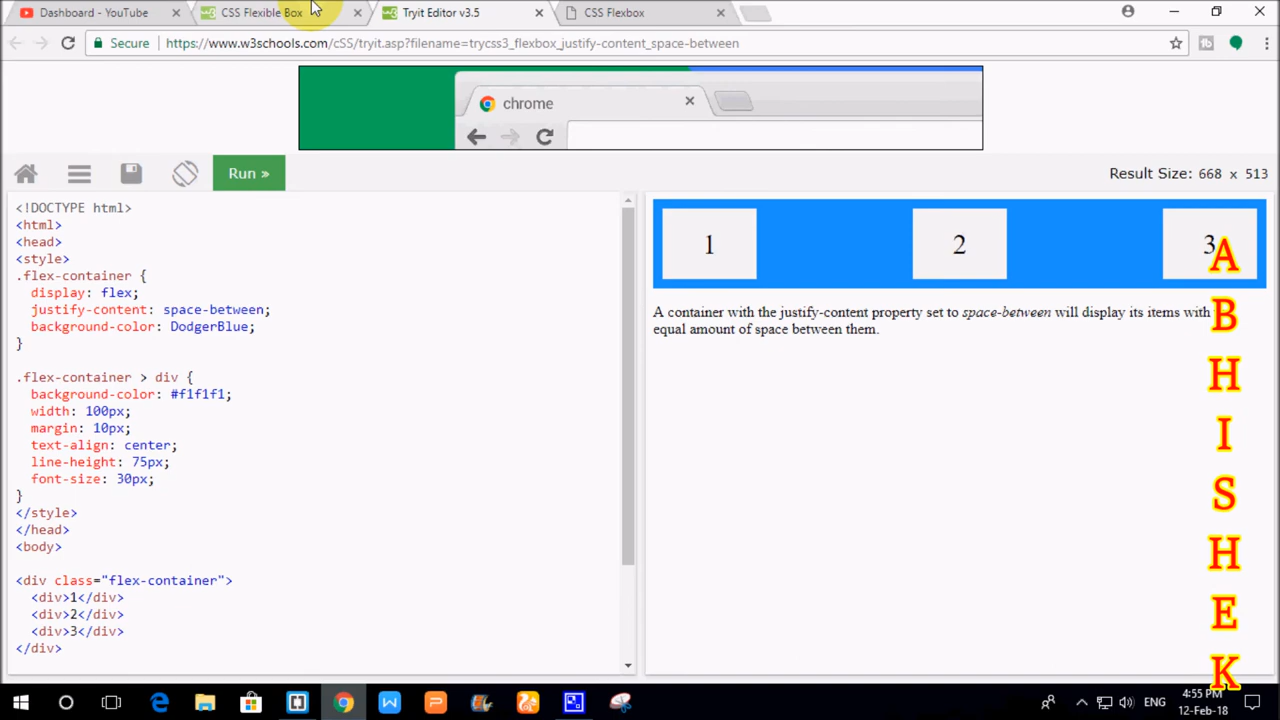 Dashboard - YouTube
CSS Flexible Box
Tryit Editor v3.5
CSS Flexbox
Secure
https://www.w3schools.com/cSS/tryit.asp?filename=trycss3_flexbox_justify-content_space-between
chrome
Run »
Result Size: 668 x 513
<!DOCTYPE html>
<html>
<head>
<style>
.flex-container {
display: flex;
justify-content: space-between;
background-color: DodgerBlue;
}
.flex-container > div {
background-color: #f1f1f1;
width: 100px;
margin: 10px;
text-align: center;
line-height: 75px;
font-size: 30px;
}
</style>
</head>
<body>
<div class="flex-container">
<div>1</div>
<div>2</div>
<div>3</div>
</div>
1 2 3
A container with the justify-content property set to space-between will display its items with
equal amount of space between them.
A
B
H
I
S
H
E
K
ENG
4:55 PM
12-Feb-18